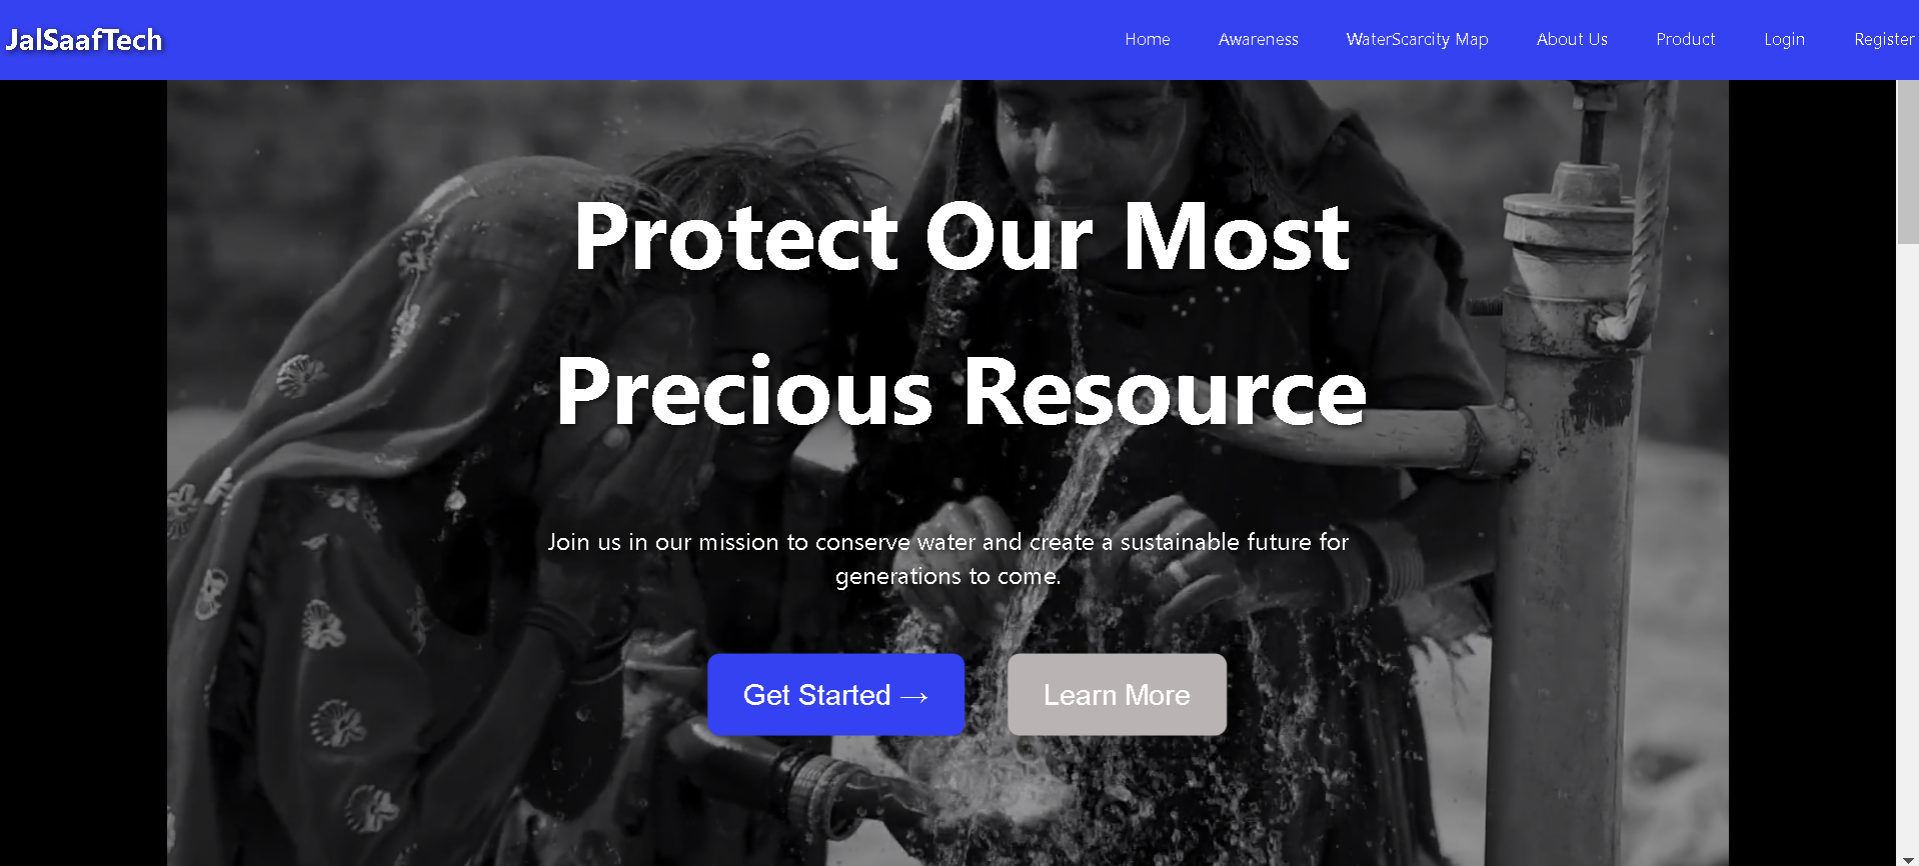 JalSaafTech
Home Awareness WaterScarcity Map About Us Product Login Register
Protect Our Most
Precious Resource
Join us in our mission to conserve water and create a sustainable future for
generations to come.
Get Started →
Learn More